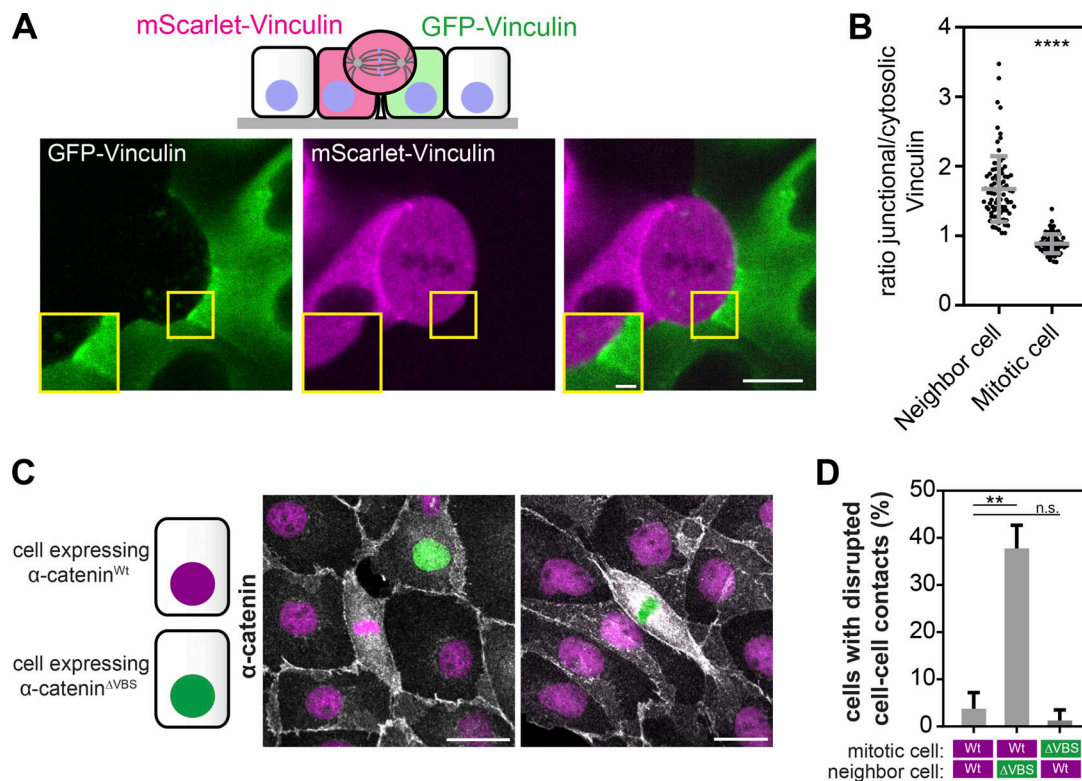 A
mScarlet-Vinculin GFP-Vinculin
GFP-Vinculin
mScarlet-Vinculin
B
ratio junctional/cytosolic
Vinculin
4
3
2
1
0
****
Neighbor cell
Mitotic cell
C
cell expressing
α-catenin^Wt
cell expressing
α-catenin^ΔVBS
α-catenin
D
cells with disrupted
cell-cell contacts (%)
50
40
30
20
10
0
**
n.s.
mitotic cell: Wt Wt ΔVBS
neighbor cell: Wt ΔVBS Wt